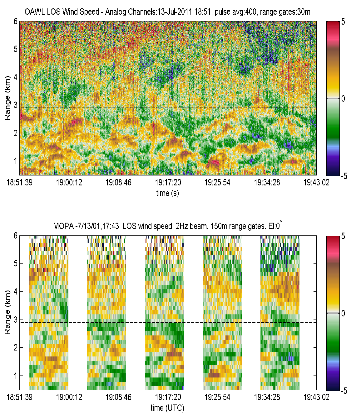 OAWL LOS Wind Speed - Analog Channels:13-Jul-2011 18:51 pulse avg:400, range gates:30m
6
5
4
3
2
1
Range (km)
5
0
-5
18:51:39 19:00:12 19:08:46 19:17:20 19:25:54 19:34:28 19:43:02
time (s)
MOPA -7/13/01,17:43 LOS wind speed 2Hz beam. 150m range gates. El:0°
6
5
4
3
2
1
Range (km)
5
0
-5
18:51:39 19:00:12 19:08:46 19:17:20 19:25:54 19:34:28 19:43:02
time (UTC)